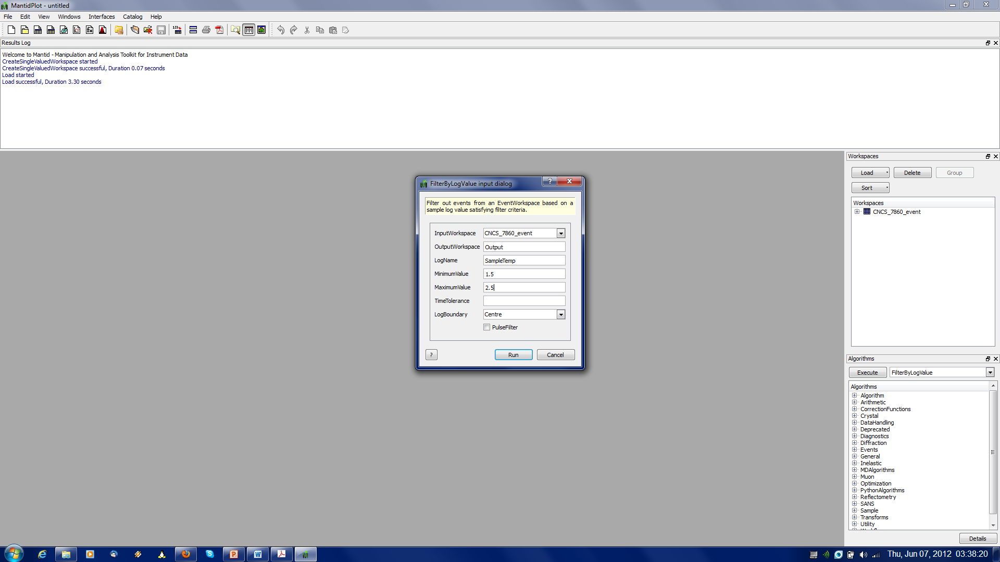 MantidPlot - untitled
File Edit View Windows Interfaces Catalog Help
Results Log
Welcome to Mantid - Manipulation and Analysis Toolkit for Instrument Data
CreateSingleValuedWorkspace started
CreateSingleValuedWorkspace successful, Duration 0.07 seconds
Load started
Load successful, Duration 3.30 seconds
FilterByLogValue input dialog
?
Filter out events from an EventWorkspace based on a
sample log value satisfying filter criteria.
InputWorkspace CNCS_7860_event
OutputWorkspace Output
LogName SampleTemp
MinimumValue 1.5
MaximumValue 2.5
TimeTolerance
LogBoundary Centre
PulseFilter
? Run Cancel
Workspaces
Load Delete Group
Sort
Workspaces
CNCS_7860_event
Algorithms
Execute FilterByLogValue
Algorithms
Algorithm
Arithmetic
CorrectionFunctions
Crystal
DataHandling
Deprecated
Diagnostics
Diffraction
Events
General
Inelastic
MDAlgorithms
Muon
Optimization
PythonAlgorithms
Reflectometry
SANS
Sample
Transforms
Utility
Details
Thu, Jun 07, 2012 03:38:20